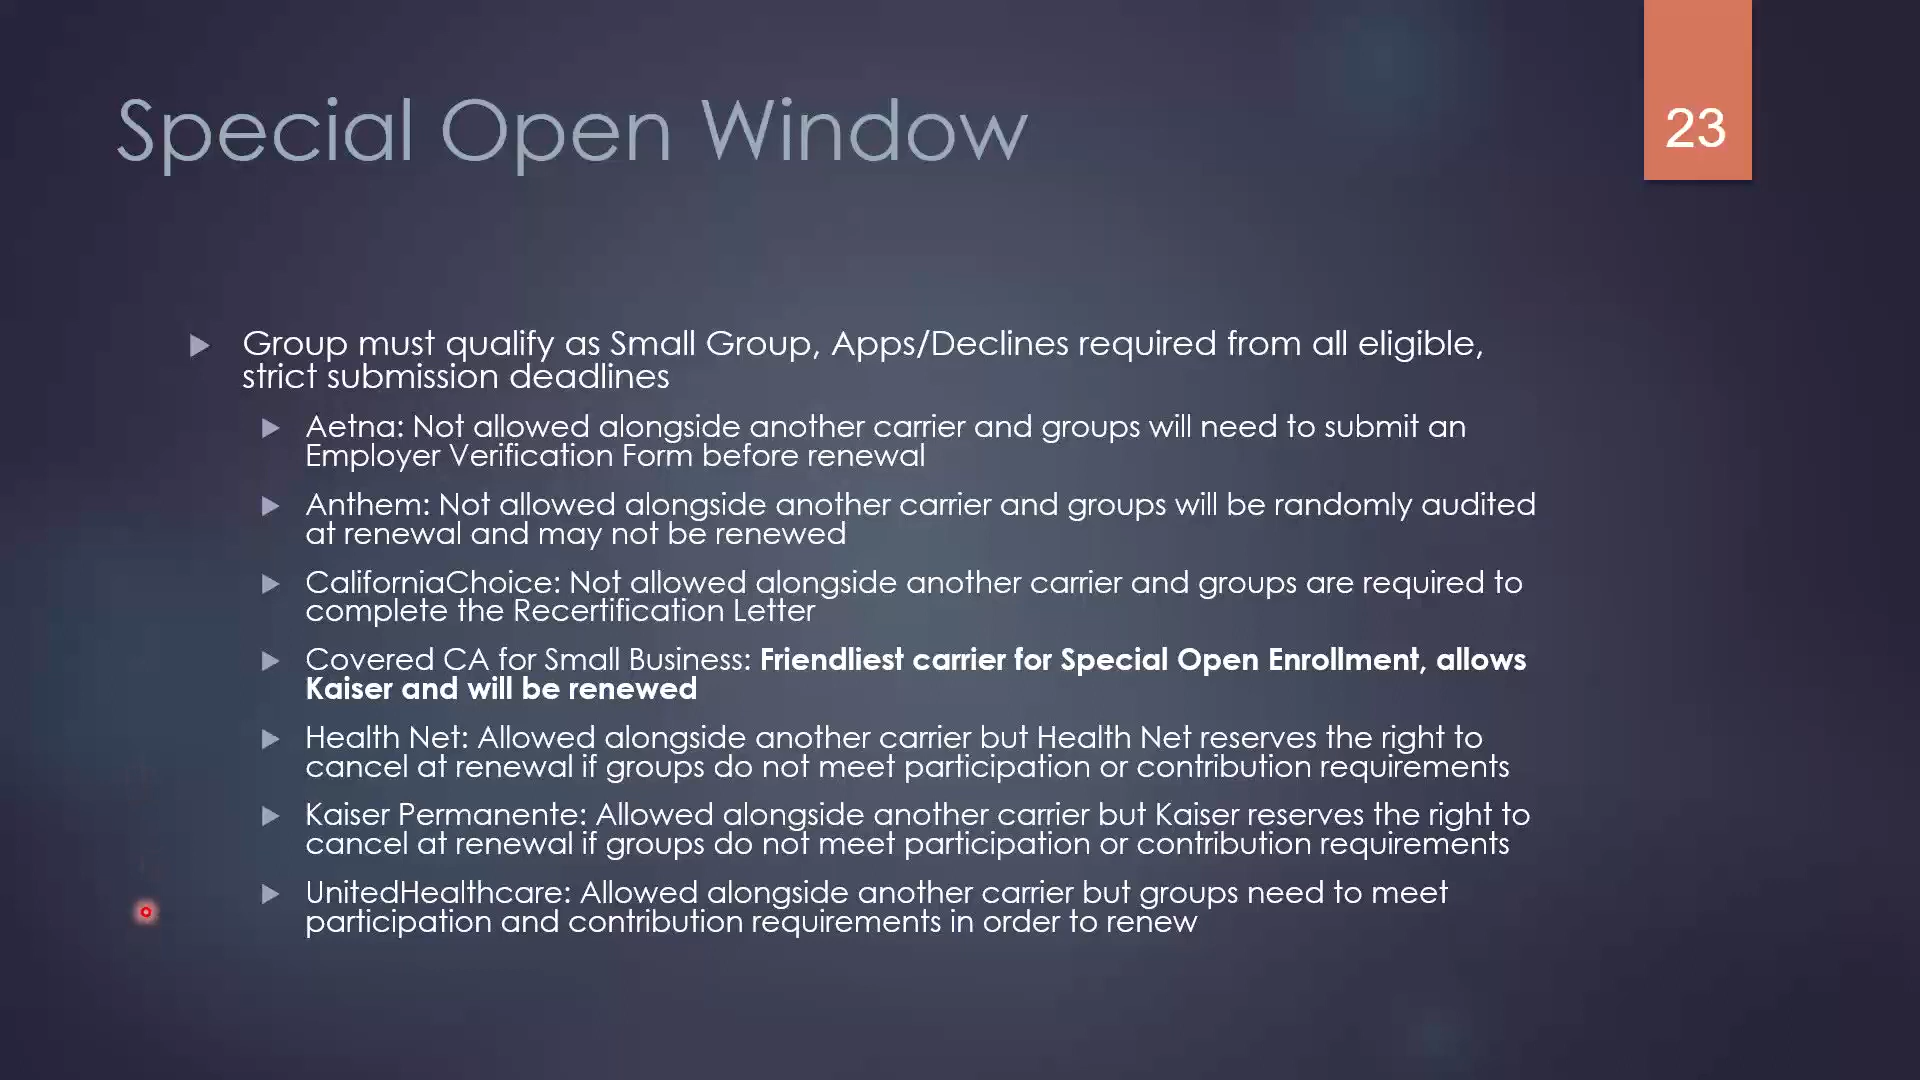 Special Open Window
23
Group must qualify as Small Group, Apps/Declines required from all eligible,
strict submission deadlines
Aetna: Not allowed alongside another carrier and groups will need to submit an
Employer Verification Form before renewal
Anthem: Not allowed alongside another carrier and groups will be randomly audited
at renewal and may not be renewed
CaliforniaChoice: Not allowed alongside another carrier and groups are required to
complete the Recertification Letter
Covered CA for Small Business: Friendliest carrier for Special Open Enrollment, allows
Kaiser and will be renewed
Health Net: Allowed alongside another carrier but Health Net reserves the right to
cancel at renewal if groups do not meet participation or contribution requirements
Kaiser Permanente: Allowed alongside another carrier but Kaiser reserves the right to
cancel at renewal if groups do not meet participation or contribution requirements
UnitedHealthcare: Allowed alongside another carrier but groups need to meet
participation and contribution requirements in order to renew